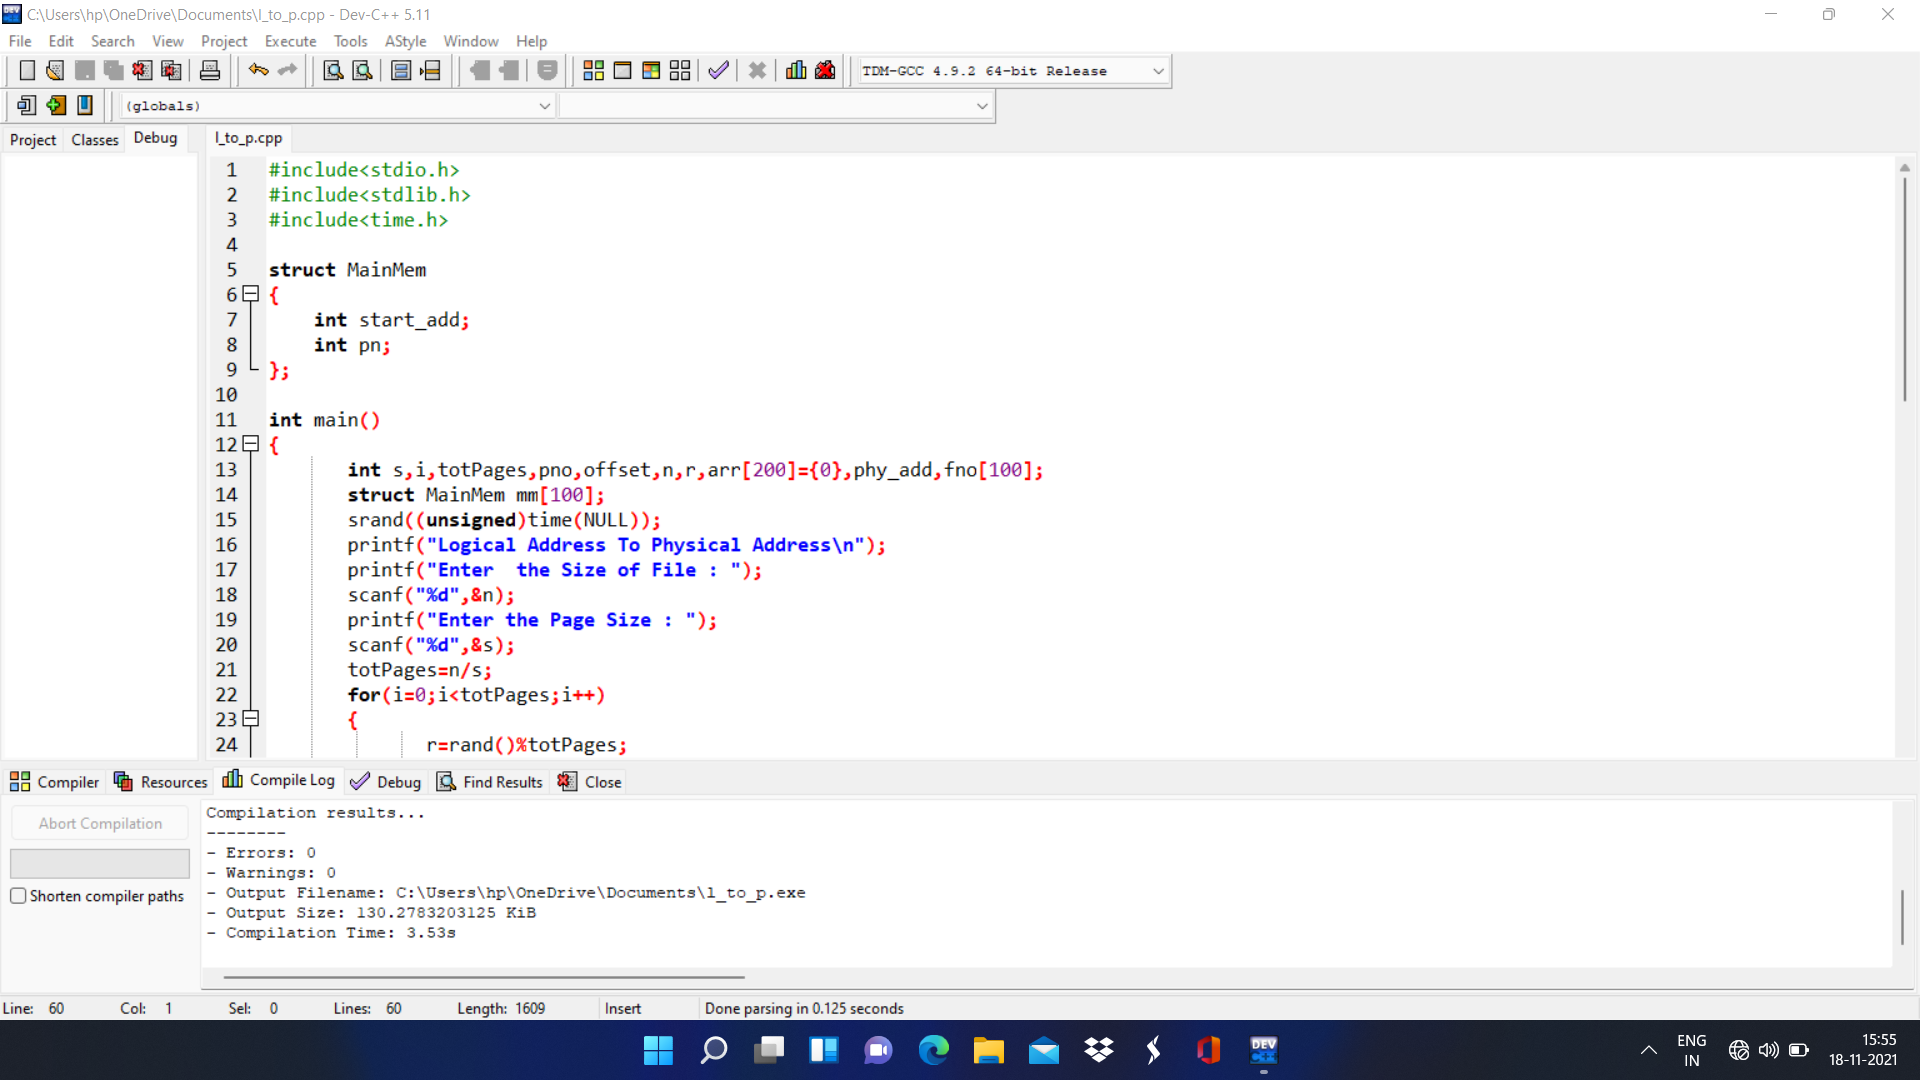 C:\Users\hp\OneDrive\Documents\l_to_p.cpp - Dev-C++ 5.11
File Edit Search View Project Execute Tools AStyle Window Help
TDM-GCC 4.9.2 64-bit Release
(globals)
Project Classes Debug l_to_p.cpp
1 #include<stdio.h>
2 #include<stdlib.h>
3 #include<time.h>
4
5 struct MainMem
6 {
7 int start_add;
8 int pn;
9 };
10
11 int main()
12 {
13 int s,i,totPages,pno,offset,n,r,arr[200]={0},phy_add,fno[100];
14 struct MainMem mm[100];
15 srand((unsigned)time(NULL));
16 printf("Logical Address To Physical Address\n");
17 printf("Enter  the Size of File : ");
18 scanf("%d",&n);
19 printf("Enter the Page Size : ");
20 scanf("%d",&s);
21 totPages=n/s;
22 for(i=0;i<totPages;i++)
23 {
24 r=rand()%totPages;
Compiler Resources Compile Log Debug Find Results Close
Abort Compilation
Shorten compiler paths
Compilation results...
--------
- Errors: 0
- Warnings: 0
- Output Filename: C:\Users\hp\OneDrive\Documents\l_to_p.exe
- Output Size: 130.2783203125 KiB
- Compilation Time: 3.53s
Line: 60 Col: 1 Sel: 0 Lines: 60 Length: 1609 Insert Done parsing in 0.125 seconds
DEV C++
ENG
IN
15:55
18-11-2021